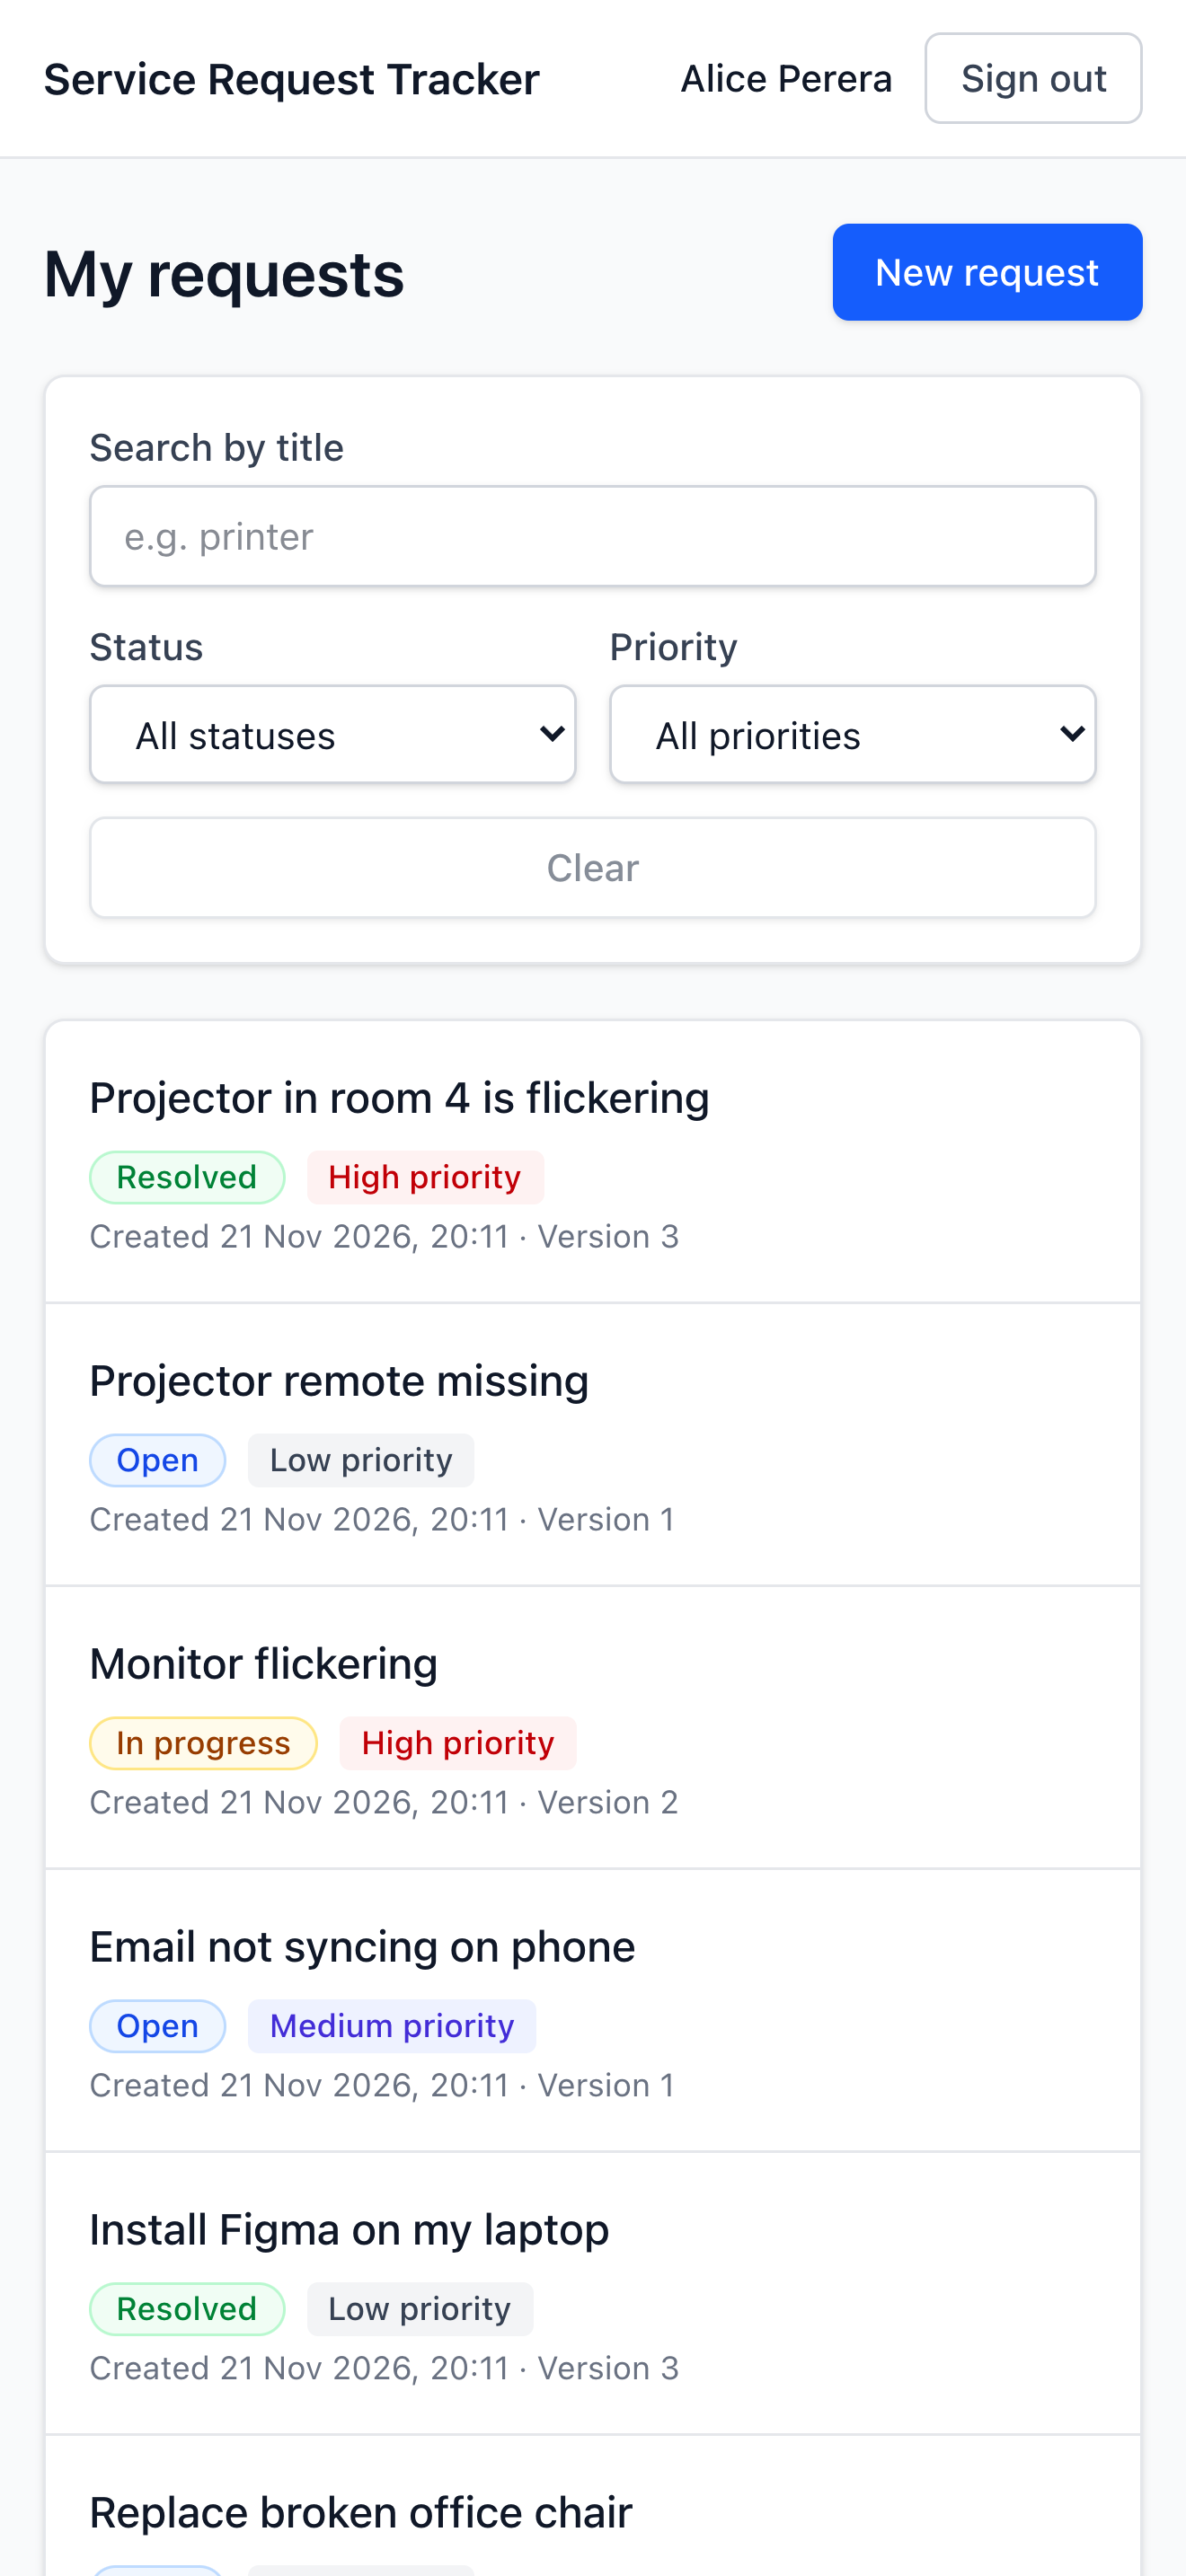 Service Request Tracker
Alice Perera
Sign out
My requests
New request
Search by title
e.g. printer
Status
Priority
All statuses
All priorities
Clear
Projector in room 4 is flickering
Resolved High priority
Created 21 Nov 2026, 20:11 · Version 3
Projector remote missing
Open Low priority
Created 21 Nov 2026, 20:11 · Version 1
Monitor flickering
In progress High priority
Created 21 Nov 2026, 20:11 · Version 2
Email not syncing on phone
Open Medium priority
Created 21 Nov 2026, 20:11 · Version 1
Install Figma on my laptop
Resolved Low priority
Created 21 Nov 2026, 20:11 · Version 3
Replace broken office chair